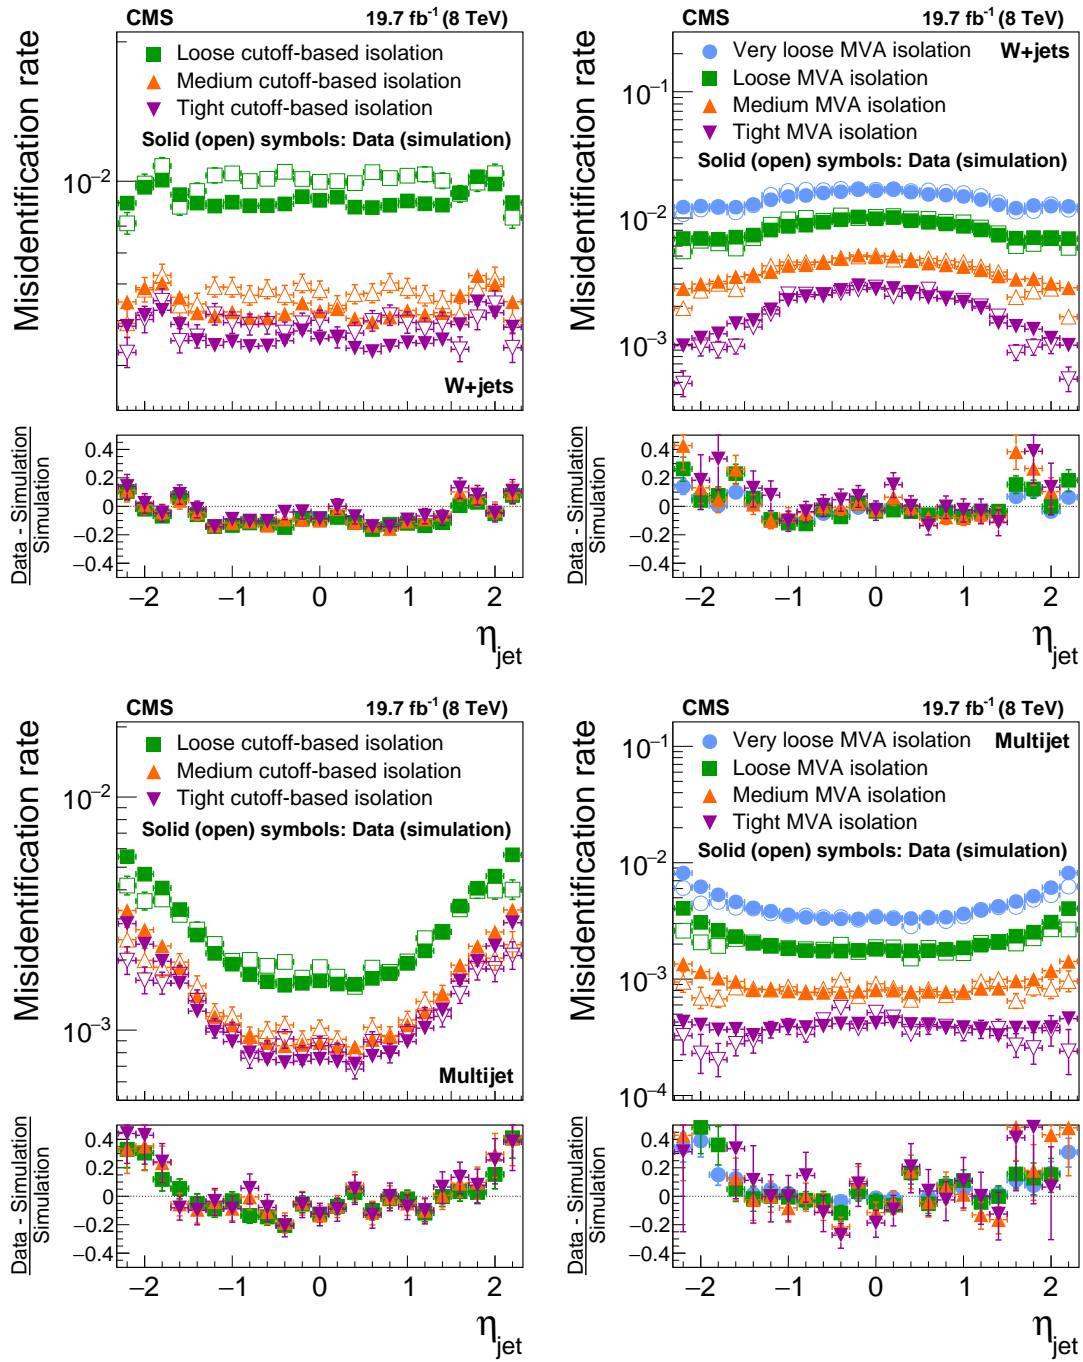 CMS 19.7 fb⁻¹ (8 TeV)
Misidentification rate
Loose cutoff-based isolation
Medium cutoff-based isolation
Tight cutoff-based isolation
Solid (open) symbols: Data (simulation)
10⁻²
W+jets
Data - Simulation
Simulation
0.4
0.2
0
−0.2
−0.4
−2 −1 0 1 2
η_jet
CMS 19.7 fb⁻¹ (8 TeV)
Misidentification rate
Very loose MVA isolation
W+jets
Loose MVA isolation
Medium MVA isolation
Tight MVA isolation
Solid (open) symbols: Data (simulation)
10⁻¹
10⁻²
10⁻³
Data - Simulation
Simulation
0.4
0.2
0
−0.2
−0.4
−2 −1 0 1 2
η_jet
CMS 19.7 fb⁻¹ (8 TeV)
Misidentification rate
Loose cutoff-based isolation
Medium cutoff-based isolation
Tight cutoff-based isolation
Solid (open) symbols: Data (simulation)
10⁻²
10⁻³
Multijet
Data - Simulation
Simulation
0.4
0.2
0
−0.2
−0.4
−2 −1 0 1 2
η_jet
CMS 19.7 fb⁻¹ (8 TeV)
Misidentification rate
Very loose MVA isolation
Multijet
Loose MVA isolation
Medium MVA isolation
Tight MVA isolation
Solid (open) symbols: Data (simulation)
10⁻¹
10⁻²
10⁻³
10⁻⁴
Data - Simulation
Simulation
0.4
0.2
0
−0.2
−0.4
−2 −1 0 1 2
η_jet